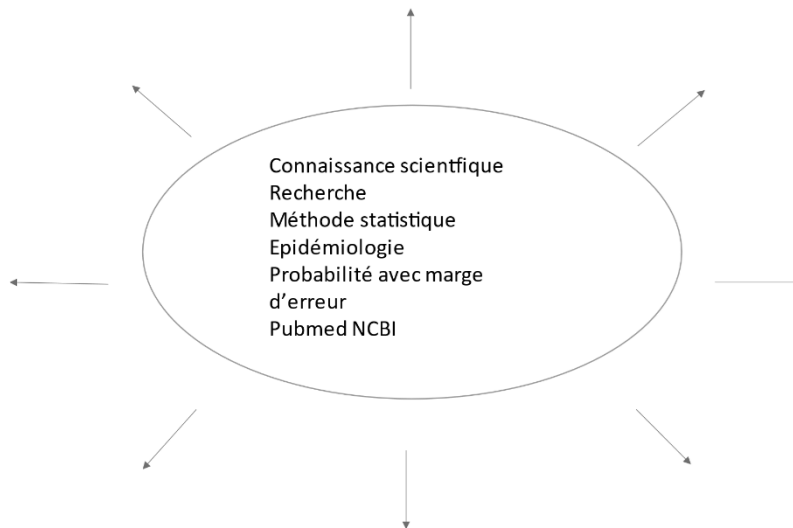 Connaissance scientfique
Recherche
Méthode statistique
Epidémiologie
Probabilité avec marge
d’erreur
Pubmed NCBI